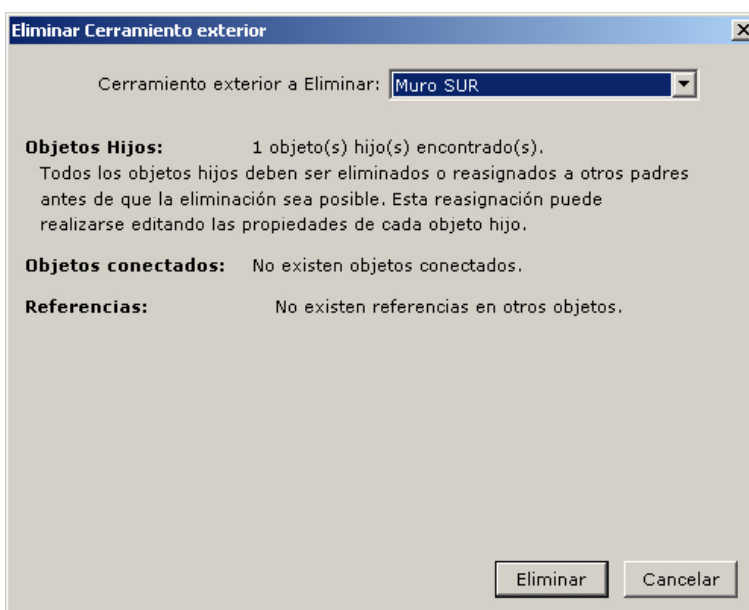 Eliminar Cerramiento exterior
Cerramiento exterior a Eliminar: Muro SUR
Objetos Hijos: 1 objeto(s) hijo(s) encontrado(s).
Todos los objetos hijos deben ser eliminados o reasignados a otros padres
antes de que la eliminación sea posible. Esta reasignación puede
realizarse editando las propiedades de cada objeto hijo.
Objetos conectados: No existen objetos conectados.
Referencias: No existen referencias en otros objetos.
Eliminar Cancelar